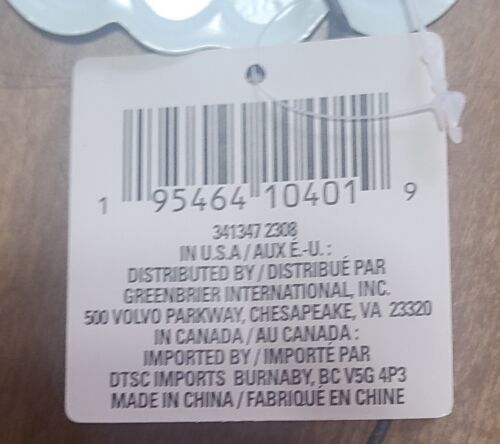 1 95464 10401 9
341347 2308
IN U.S.A / AUX É.-U. :
DISTRIBUTED BY / DISTRIBUÉ PAR
GREENBRIER INTERNATIONAL, INC.
500 VOLVO PARKWAY, CHESAPEAKE, VA 23320
IN CANADA / AU CANADA :
IMPORTED BY / IMPORTÉ PAR
DTSC IMPORTS BURNABY, BC V5G 4P3
MADE IN CHINA / FABRIQUÉ EN CHINE